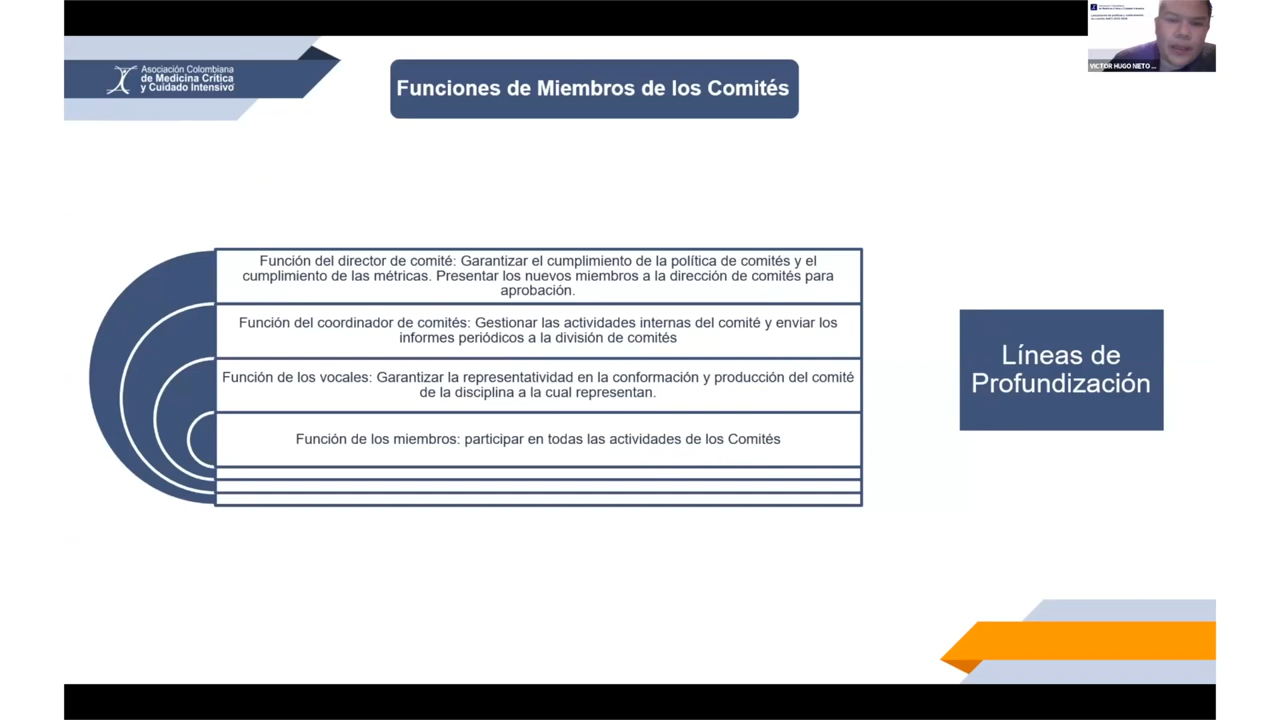 Asociación Colombiana
de Medicina Crítica
y Cuidado Intensivo
Funciones de Miembros de los Comités
VICTOR HUGO NIETO ...
Función del director de comité: Garantizar el cumplimiento de la política de comités y el
cumplimiento de las métricas. Presentar los nuevos miembros a la dirección de comités para
aprobación.
Función del coordinador de comités: Gestionar las actividades internas del comité y enviar los
informes periódicos a la división de comités
Función de los vocales: Garantizar la representatividad en la conformación y producción del comité
de la disciplina a la cual representan.
Función de los miembros: participar en todas las actividades de los Comités
Líneas de
Profundización